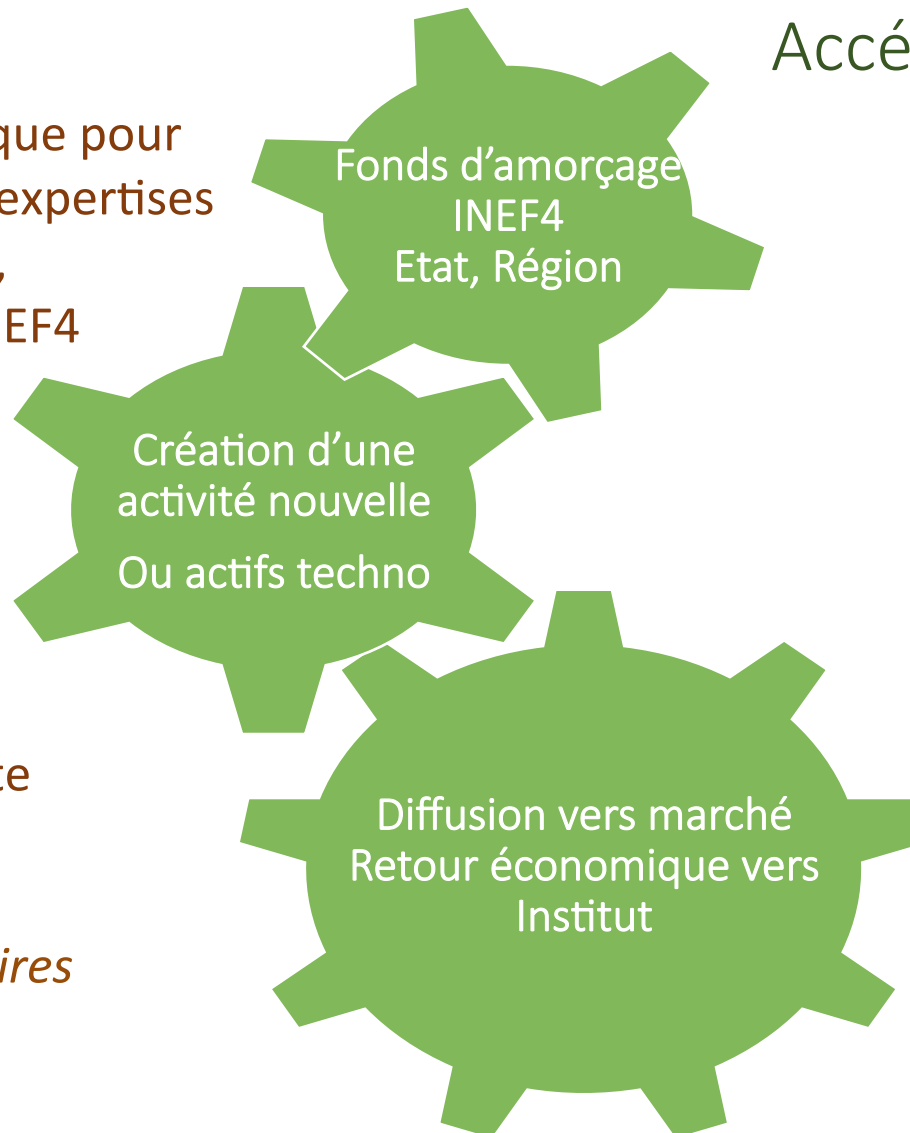 Accé
que pour
expertises
,
EF4
Fonds d’amorçage
INEF4
Etat, Région
Création d’une
activité nouvelle
Ou actifs techno
te
ires
Diffusion vers marché
Retour économique vers
Institut